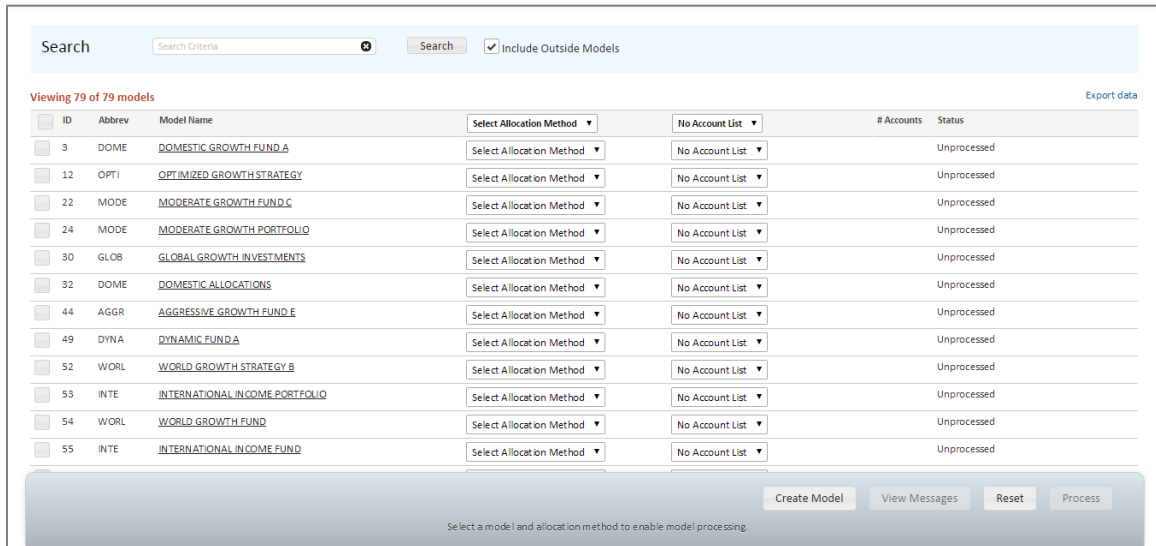 Search Search Criteria Search Include Outside Models
Viewing 79 of 79 models Export data
ID Abbrev Model Name Select Allocation Method No Account List # Accounts Status
3 DOME DOMESTIC GROWTH FUND A Select Allocation Method No Account List Unprocessed
12 OPTI OPTIMIZED GROWTH STRATEGY Select Allocation Method No Account List Unprocessed
22 MODE MODERATE GROWTH FUND C Select Allocation Method No Account List Unprocessed
24 MODE MODERATE GROWTH PORTFOLIO Select Allocation Method No Account List Unprocessed
30 GLOB GLOBAL GROWTH INVESTMENTS Select Allocation Method No Account List Unprocessed
32 DOME DOMESTIC ALLOCATIONS Select Allocation Method No Account List Unprocessed
44 AGGR AGGRESSIVE GROWTH FUND E Select Allocation Method No Account List Unprocessed
49 DYNA DYNAMIC FUND A Select Allocation Method No Account List Unprocessed
52 WORL WORLD GROWTH STRATEGY B Select Allocation Method No Account List Unprocessed
53 INTE INTERNATIONAL INCOME PORTFOLIO Select Allocation Method No Account List Unprocessed
54 WORL WORLD GROWTH FUND Select Allocation Method No Account List Unprocessed
55 INTE INTERNATIONAL INCOME FUND Select Allocation Method No Account List Unprocessed
Create Model View Messages Reset Process
Select a model and allocation method to enable model processing.